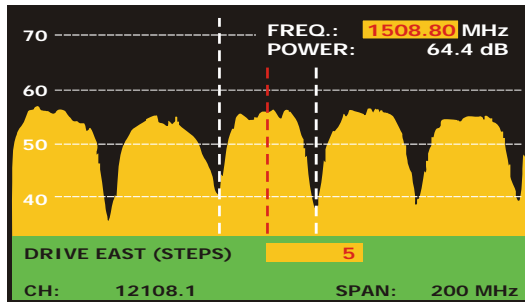 FREQ.: 1508.80 MHz
POWER: 64.4 dB
70
60
50
40
DRIVE EAST (STEPS) 5
CH: 12108.1 SPAN: 200 MHz